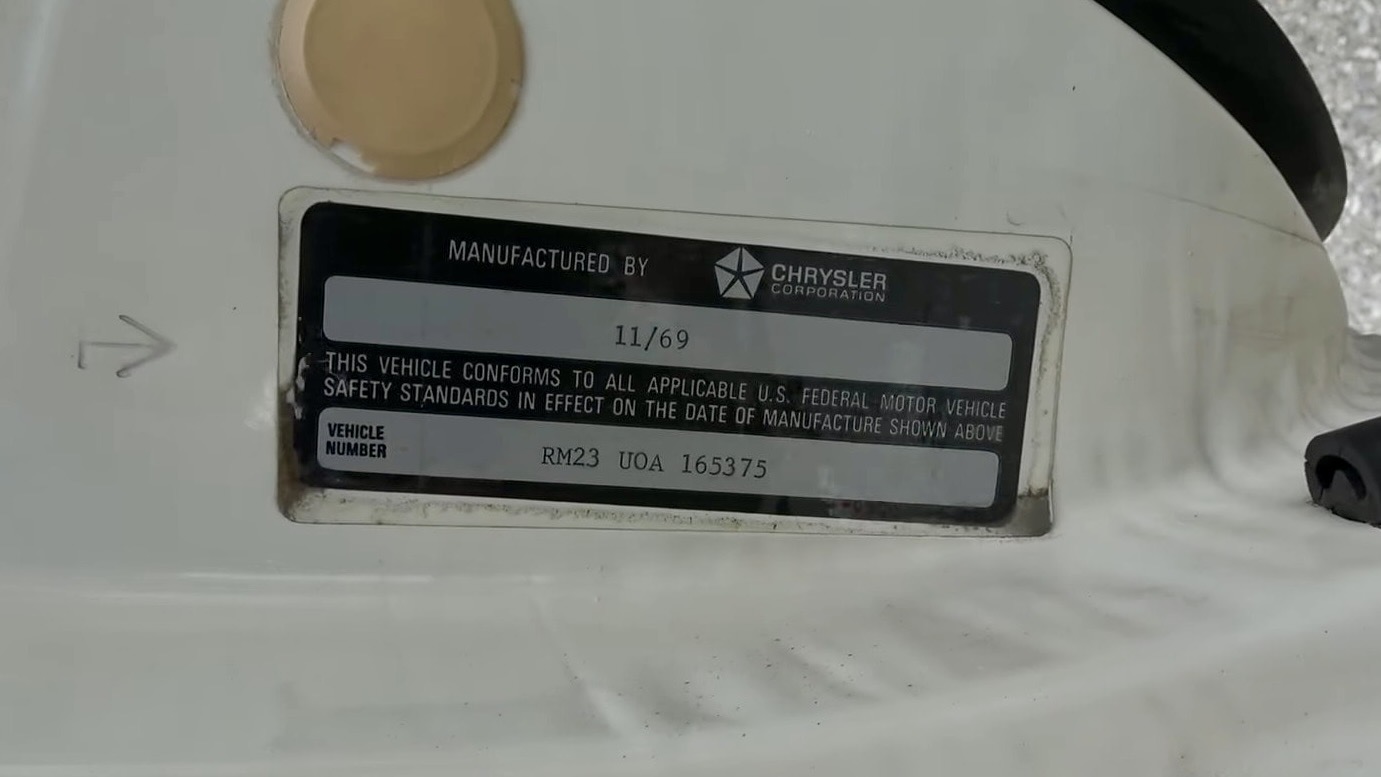 MANUFACTURED BY CHRYSLER CORPORATION
11/69
THIS VEHICLE CONFORMS TO ALL APPLICABLE U.S. FEDERAL MOTOR VEHICLE
SAFETY STANDARDS IN EFFECT ON THE DATE OF MANUFACTURE SHOWN ABOVE
VEHICLE
NUMBER
RM23 UOA 165375